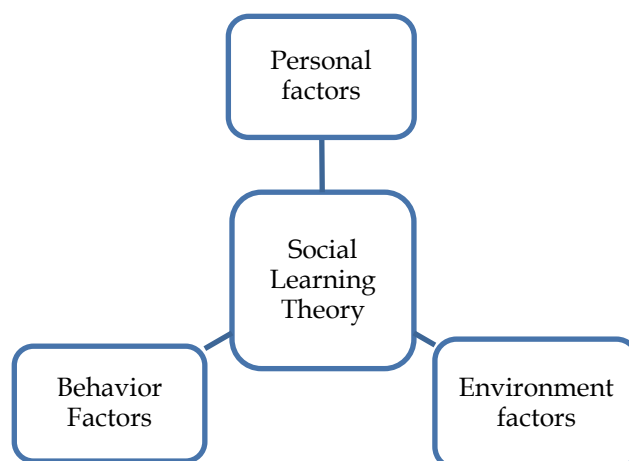 Personal
factors
Social
Learning
Theory
Behavior
Factors
Environment
factors